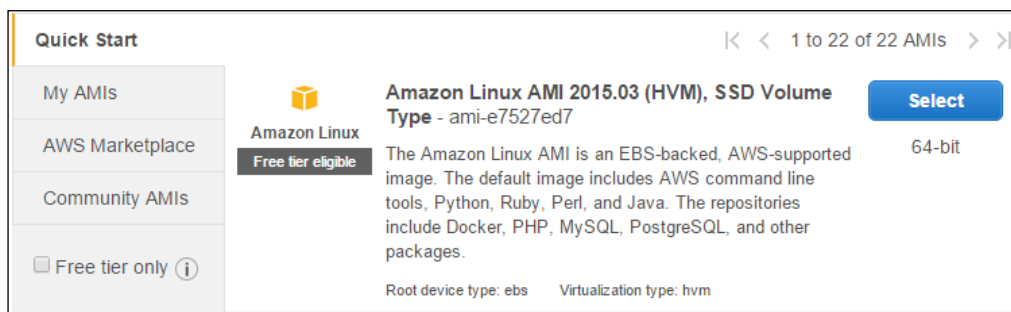 Quick Start
1 to 22 of 22 AMIs
My AMIs
AWS Marketplace
Community AMIs
Free tier only
i
Amazon Linux
Free tier eligible
Amazon Linux AMI 2015.03 (HVM), SSD Volume
Type - ami-e7527ed7
The Amazon Linux AMI is an EBS-backed, AWS-supported
image. The default image includes AWS command line
tools, Python, Ruby, Perl, and Java. The repositories
include Docker, PHP, MySQL, PostgreSQL, and other
packages.
Root device type: ebs Virtualization type: hvm
Select
64-bit